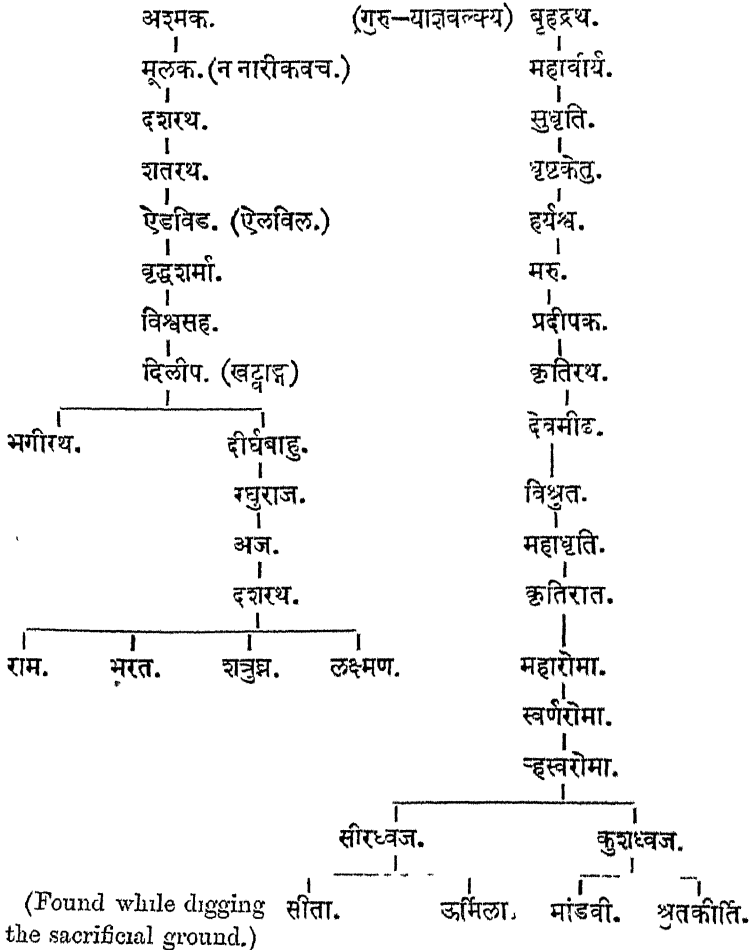 अश्मक. (गुरु-याज्ञवल्क्य) बृहद्रथ.
मूलक. (न नारीकवच.) महावीर्य.
दशरथ. सुधृति.
शतरथ. धृष्टकेतु.
ऐडविड. (ऐलविल.) हर्यश्व.
वृद्धशर्मा. मरु.
विश्वसह. प्रदीपक.
दिलीप. (खट्वाङ्ग) कृतिरथ.
भगीरथ. दीर्घबाहु. देवमीढ.
रघुराज. विश्रुत.
अज. महाधृति.
दशरथ. कृतिरात.
राम. भरत. शत्रुघ्न. लक्ष्मण. महारोमा.
स्वर्णरोमा.
ऱ्हस्वरोमा.
सीरध्वज. कुशध्वज.
(Found while digging सीता. ऊर्मिला. मांडवी. श्रुतकीर्ति.
the sacrificial ground.)